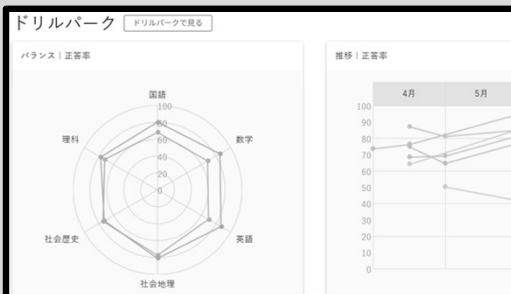 ドリルパーク
ドリルパークで見る
バランス｜正答率
国語
数学
英語
社会地理
社会歴史
理科
100
80
60
40
20
0
推移｜正答率
4月 5月
100
90
80
70
60
50
40
30
20
10
0